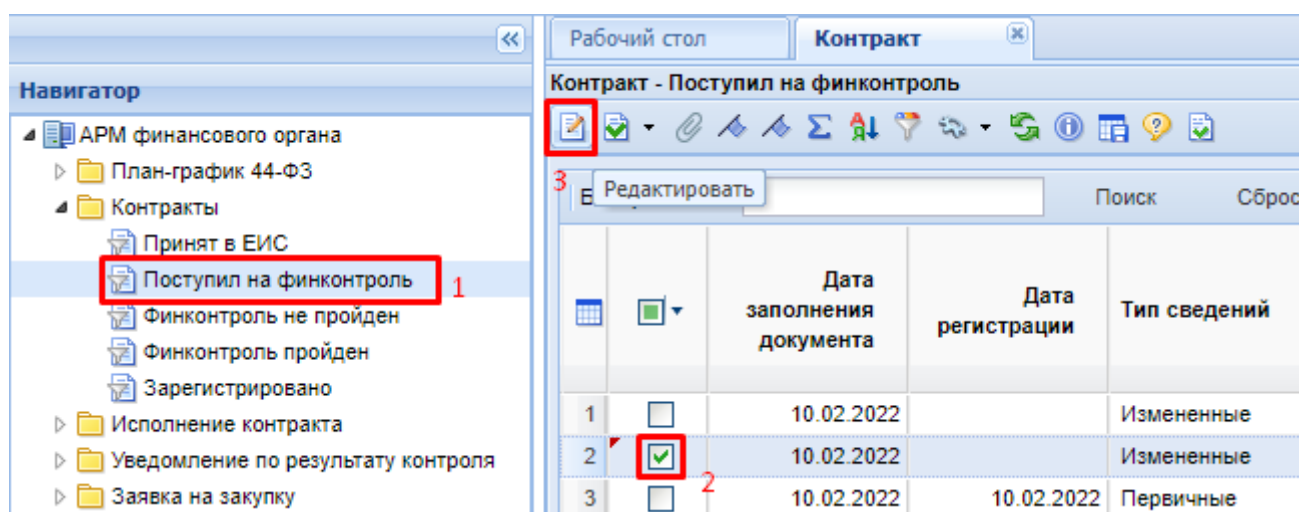 Навигатор
АРМ финансового органа
План-график 44-ФЗ
Контракты
Принят в ЕИС
Поступил на финконтроль 1
Финконтроль не пройден
Финконтроль пройден
Зарегистрировано
Исполнение контракта
Уведомление по результату контроля
Заявка на закупку
Рабочий стол Контракт
Контракт - Поступил на финконтроль
3 Редактировать
Поиск Сброс
Дата заполнения документа
Дата регистрации
Тип сведений
1 10.02.2022 Измененные
2 10.02.2022 Измененные
2
3 10.02.2022 10.02.2022 Первичные